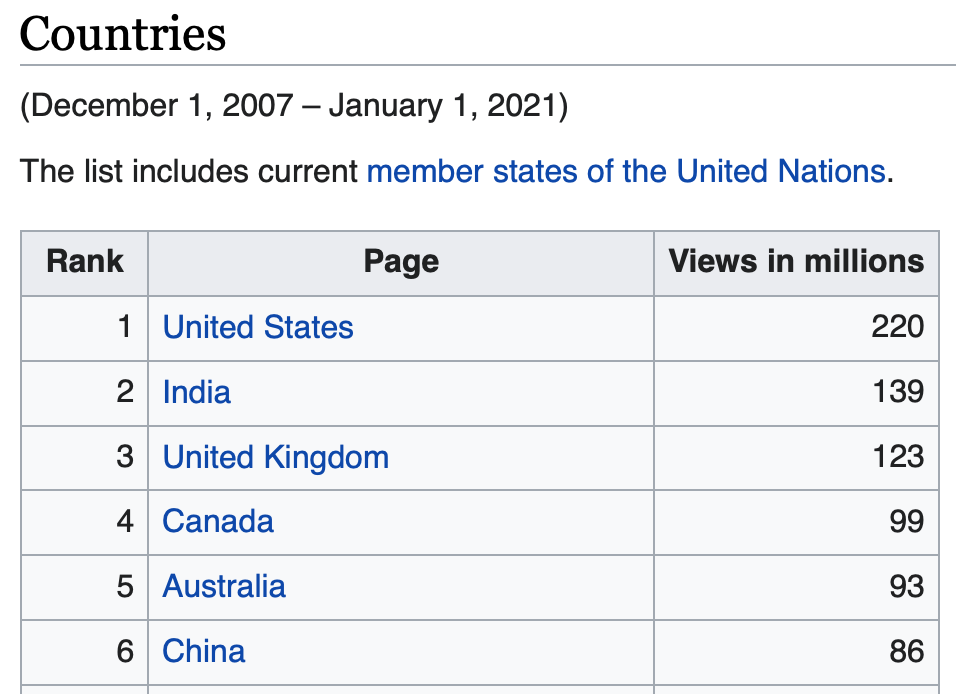 Countries
(December 1, 2007 – January 1, 2021)
The list includes current member states of the United Nations.
Rank Page Views in millions
1 United States 220
2 India 139
3 United Kingdom 123
4 Canada 99
5 Australia 93
6 China 86